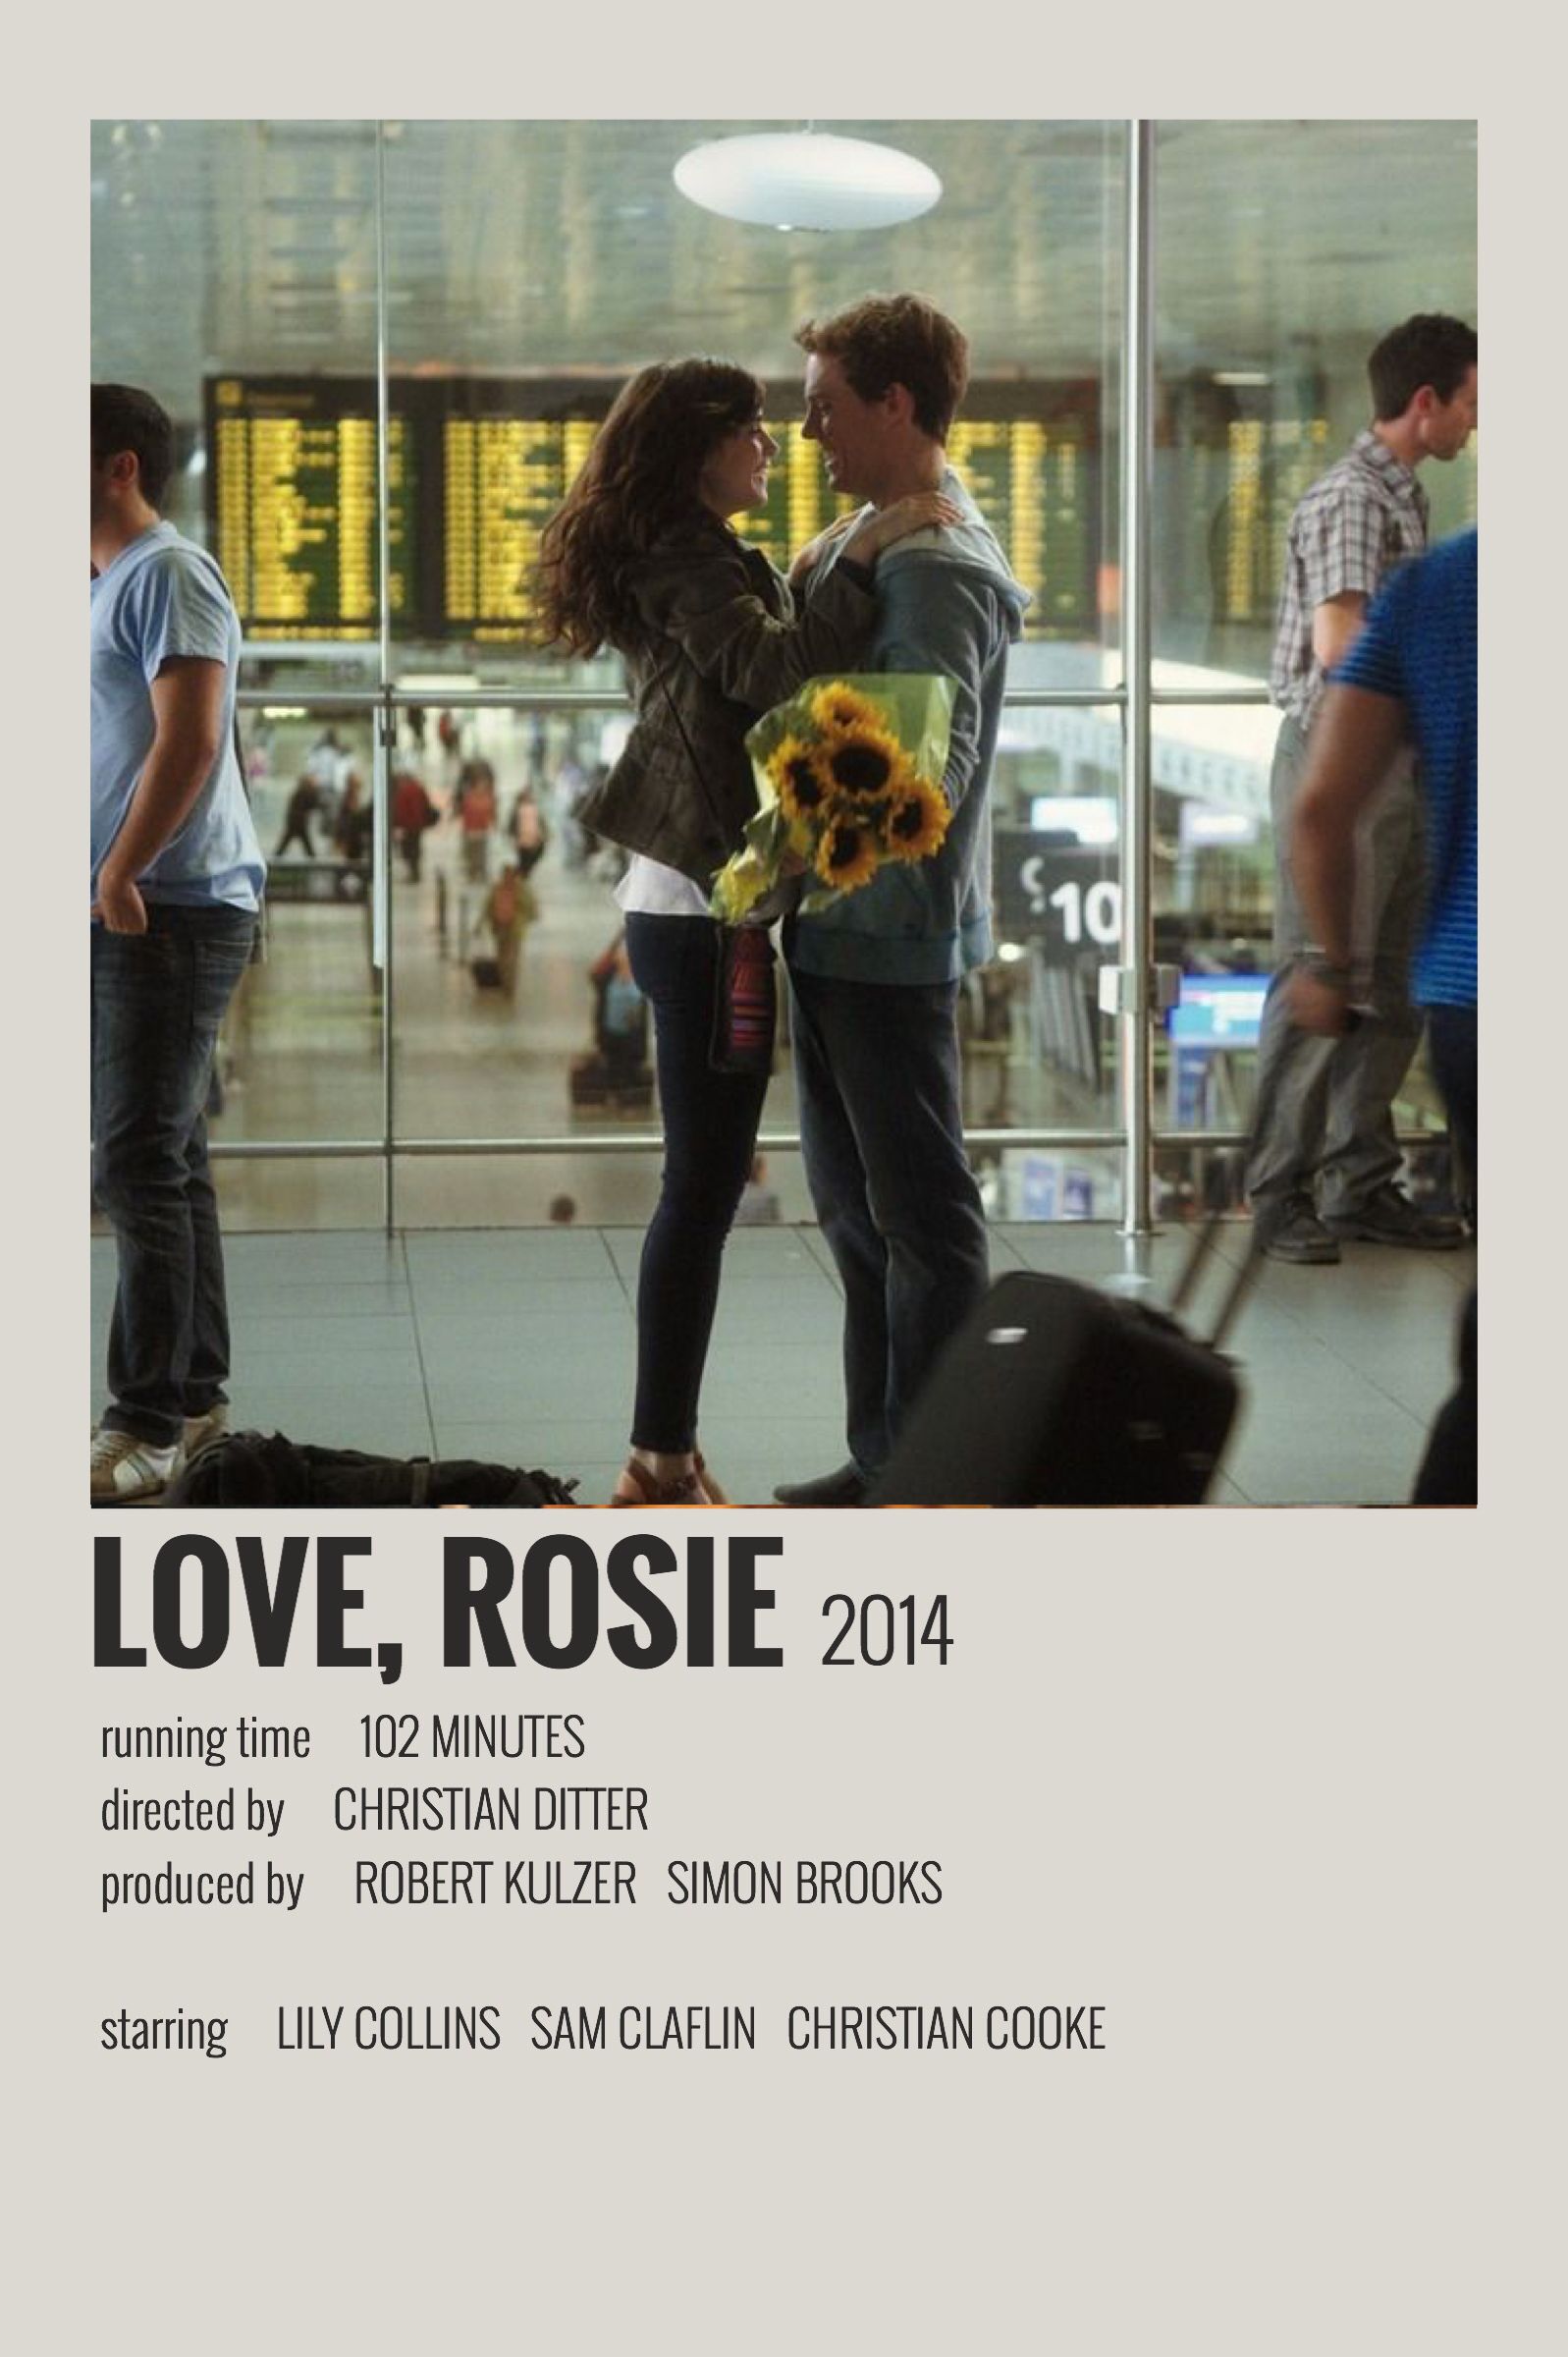 10
LOVE, ROSIE 2014
running time 102 MINUTES
directed by CHRISTIAN DITTER
produced by ROBERT KULZER SIMON BROOKS
starring LILY COLLINS SAM CLAFLIN CHRISTIAN COOKE